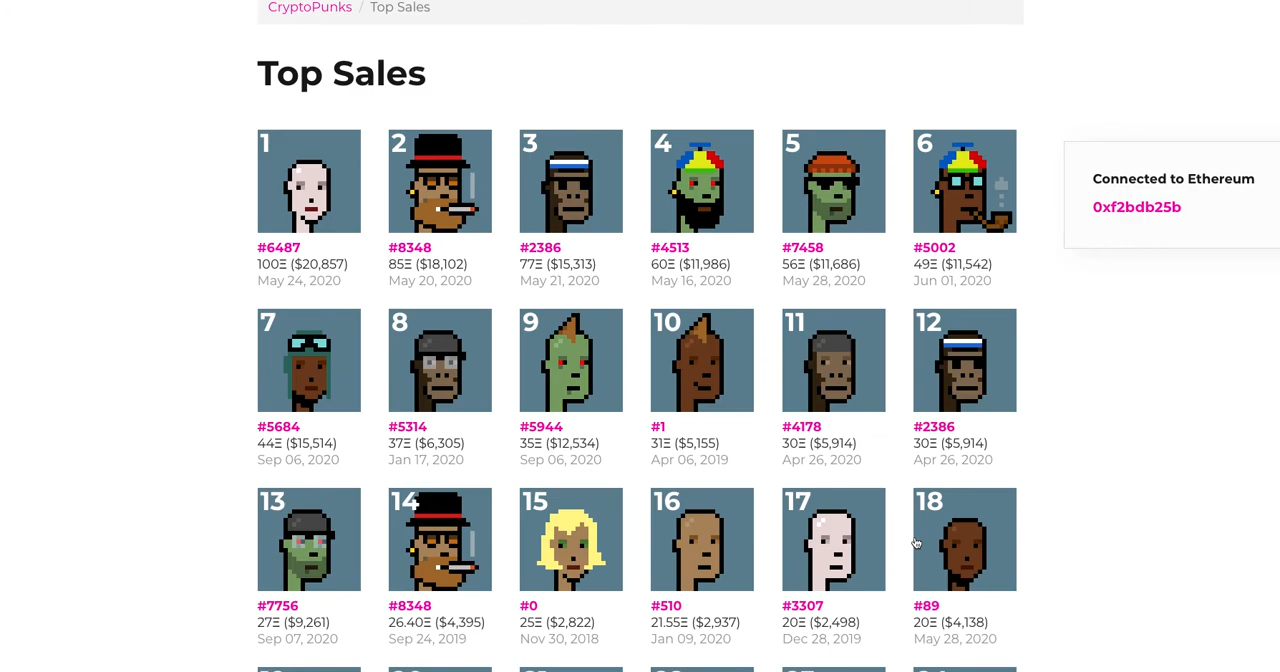 CryptoPunks / Top Sales
Top Sales
1 2 3 4 5 6
#6487 #8348 #2386 #4513 #7458 #5002
100Ξ ($20,857) 85Ξ ($18,102) 77Ξ ($15,313) 60Ξ ($11,986) 56Ξ ($11,686) 49Ξ ($11,542)
May 24, 2020 May 20, 2020 May 21, 2020 May 16, 2020 May 28, 2020 Jun 01, 2020
7 8 9 10 11 12
#5684 #5314 #5944 #1 #4178 #2386
44Ξ ($15,514) 37Ξ ($6,305) 35Ξ ($12,534) 31Ξ ($5,155) 30Ξ ($5,914) 30Ξ ($5,914)
Sep 06, 2020 Jan 17, 2020 Sep 06, 2020 Apr 06, 2019 Apr 26, 2020 Apr 26, 2020
13 14 15 16 17 18
#7756 #8348 #0 #510 #3307 #89
27Ξ ($9,261) 26.40Ξ ($4,395) 25Ξ ($2,822) 21.55Ξ ($2,937) 20Ξ ($2,498) 20Ξ ($4,138)
Sep 07, 2020 Sep 24, 2019 Nov 30, 2018 Jan 09, 2020 Dec 28, 2019 May 28, 2020
Connected to Ethereum
0xf2bdb25b